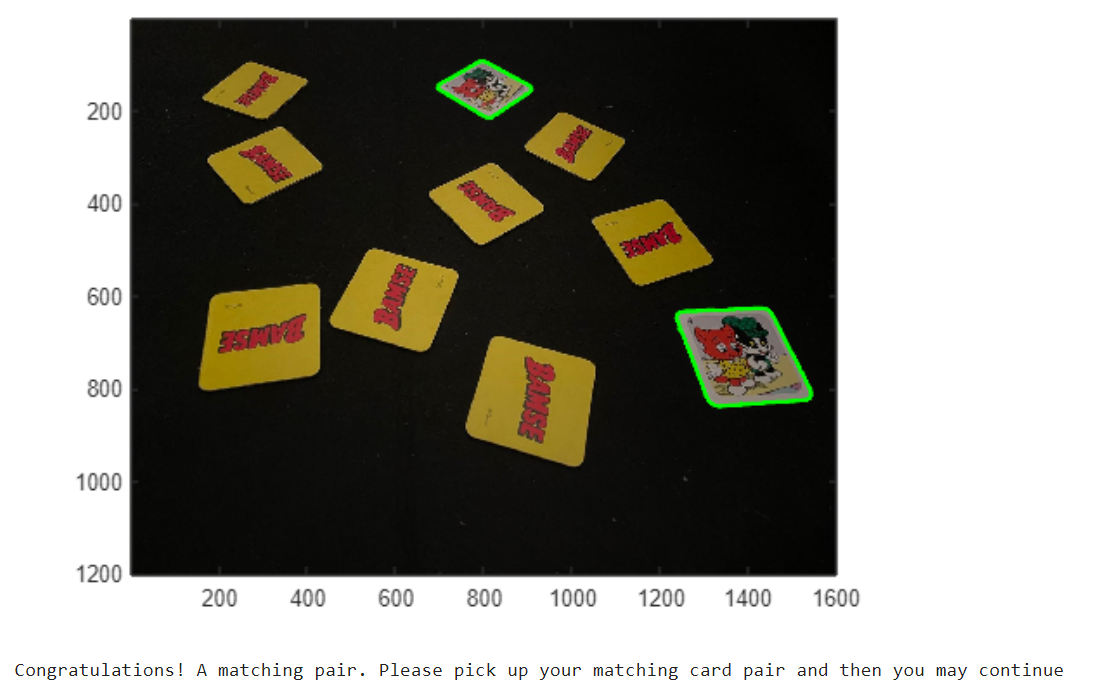 BAMSE
200
BAMSE
BAMSE
BAMSE
400
BAMSE
BAMSE
600
BAMSE
BAMSE
800
BAMSE
1000
1200
200 400 600 800 1000 1200 1400 1600
Congratulations! A matching pair. Please pick up your matching card pair and then you may continue